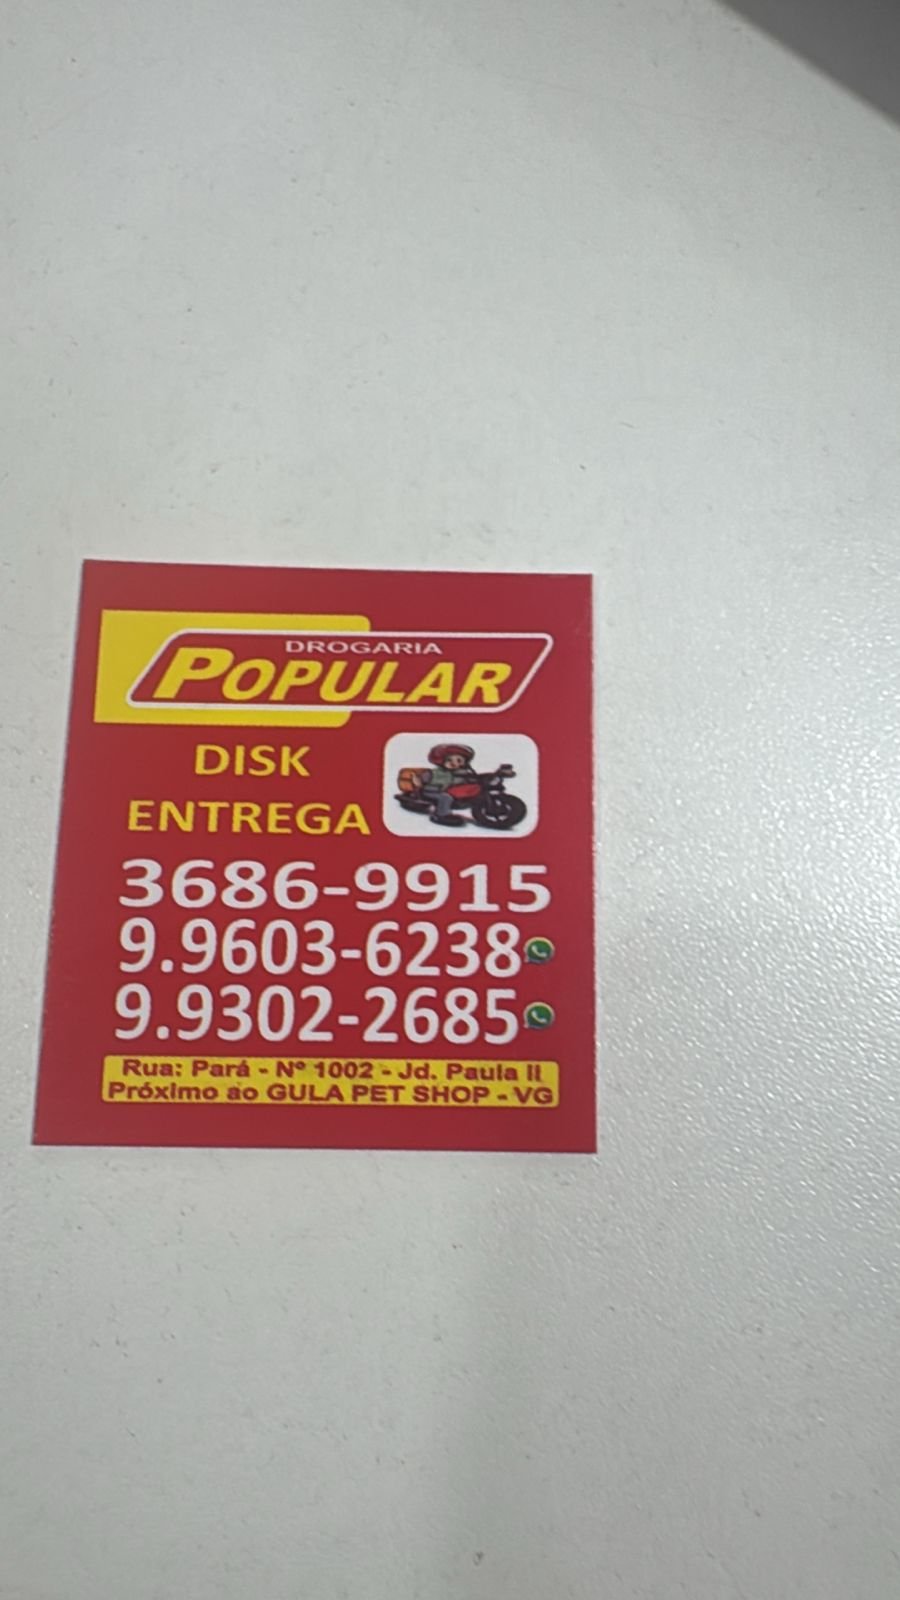 DROGARIA
POPULAR
DISK
ENTREGA
3686-9915
9.9603-6238
9.9302-2685
Rua: Pará - Nº 1002 - Jd. Paula II
Próximo ao GULA PET SHOP - VG